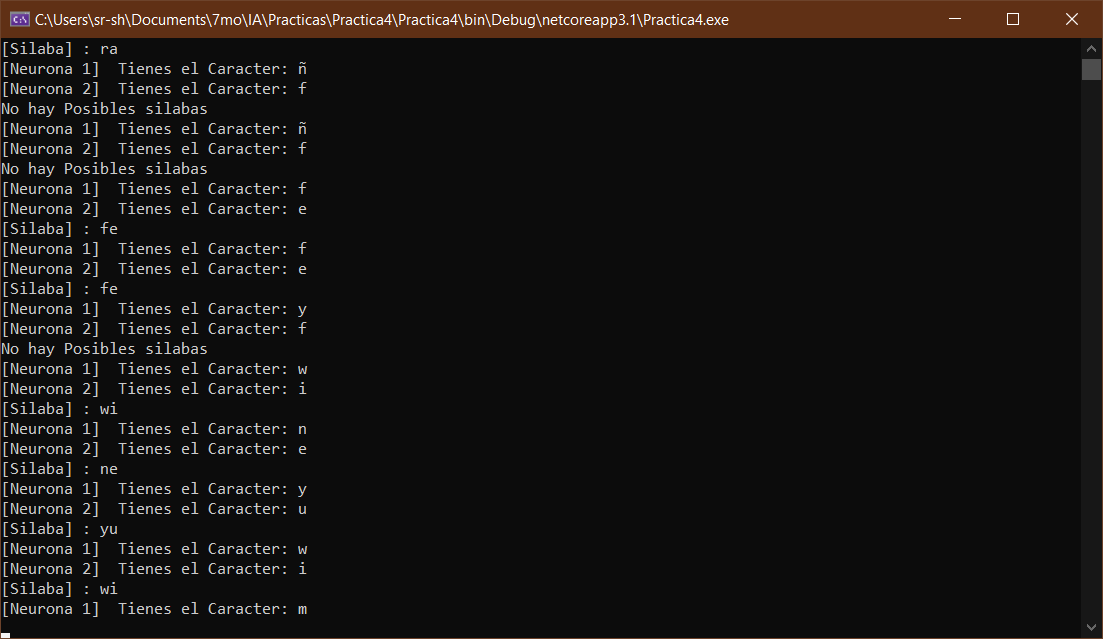 C:\Users\sr-sh\Documents\7mo\IA\Practicas\Practica4\Practica4\bin\Debug\netcoreapp3.1\Practica4.exe
[Silaba] : ra
[Neurona 1]  Tienes el Caracter: ñ
[Neurona 2]  Tienes el Caracter: f
No hay Posibles silabas
[Neurona 1]  Tienes el Caracter: ñ
[Neurona 2]  Tienes el Caracter: f
No hay Posibles silabas
[Neurona 1]  Tienes el Caracter: f
[Neurona 2]  Tienes el Caracter: e
[Silaba] : fe
[Neurona 1]  Tienes el Caracter: f
[Neurona 2]  Tienes el Caracter: e
[Silaba] : fe
[Neurona 1]  Tienes el Caracter: y
[Neurona 2]  Tienes el Caracter: f
No hay Posibles silabas
[Neurona 1]  Tienes el Caracter: w
[Neurona 2]  Tienes el Caracter: i
[Silaba] : wi
[Neurona 1]  Tienes el Caracter: n
[Neurona 2]  Tienes el Caracter: e
[Silaba] : ne
[Neurona 1]  Tienes el Caracter: y
[Neurona 2]  Tienes el Caracter: u
[Silaba] : yu
[Neurona 1]  Tienes el Caracter: w
[Neurona 2]  Tienes el Caracter: i
[Silaba] : wi
[Neurona 1]  Tienes el Caracter: m